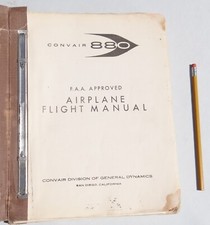 CONVAIR 880
F.A.A. APPROVED
AIRPLANE
FLIGHT MANUAL
CONVAIR DIVISION OF GENERAL DYNAMICS
SAN DIEGO, CALIFORNIA